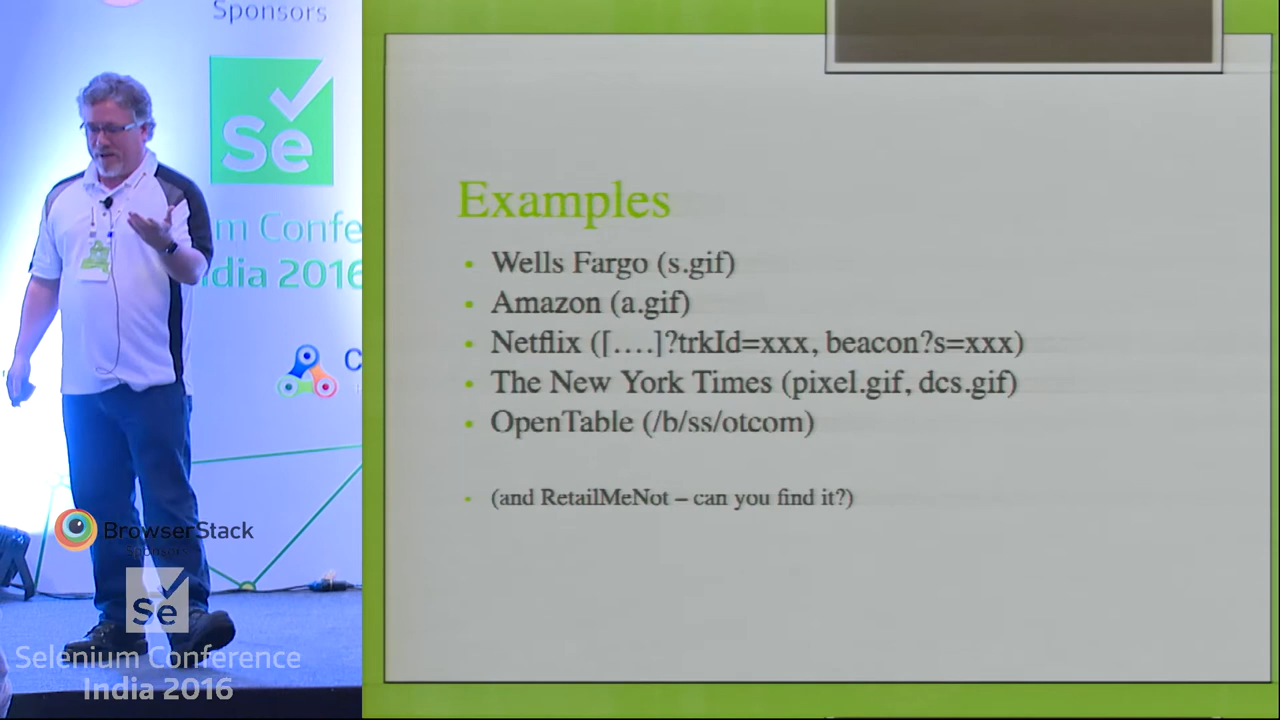 Sponsors
Se
m Confe
ndia 2016
C
Examples
Wells Fargo (s.gif)
Amazon (a.gif)
Netflix ([….]?trkId=xxx, beacon?s=xxx)
The New York Times (pixel.gif, dcs.gif)
OpenTable (/b/ss/otcom)
(and RetailMeNot – can you find it?)
BrowserStack
Sponsors
Se
Selenium Conference
India 2016